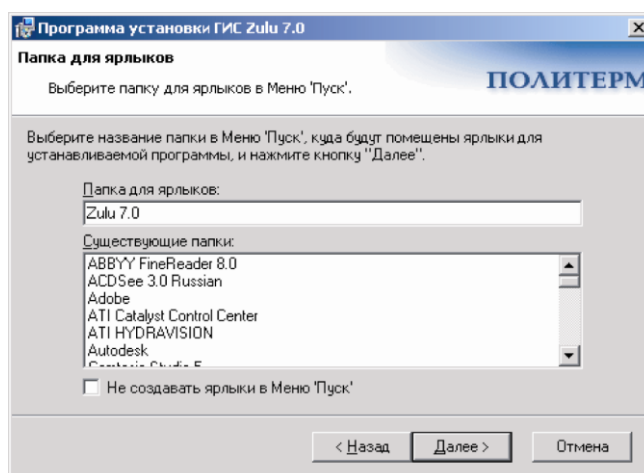 Программа установки ГИС Zulu 7.0
Папка для ярлыков
Выберите папку для ярлыков в Меню 'Пуск'.
ПОЛИТЕРМ
Выберите название папки в Меню 'Пуск', куда будут помещены ярлыки для
устанавливаемой программы, и нажмите кнопку "Далее".
Папка для ярлыков:
Zulu 7.0
Существующие папки:
ABBYY FineReader 8.0
ACDSee 3.0 Russian
Adobe
ATI Catalyst Control Center
ATI HYDRAVISION
Autodesk
Camtasia Studio 5
Не создавать ярлыки в Меню 'Пуск'
< Назад Далее > Отмена